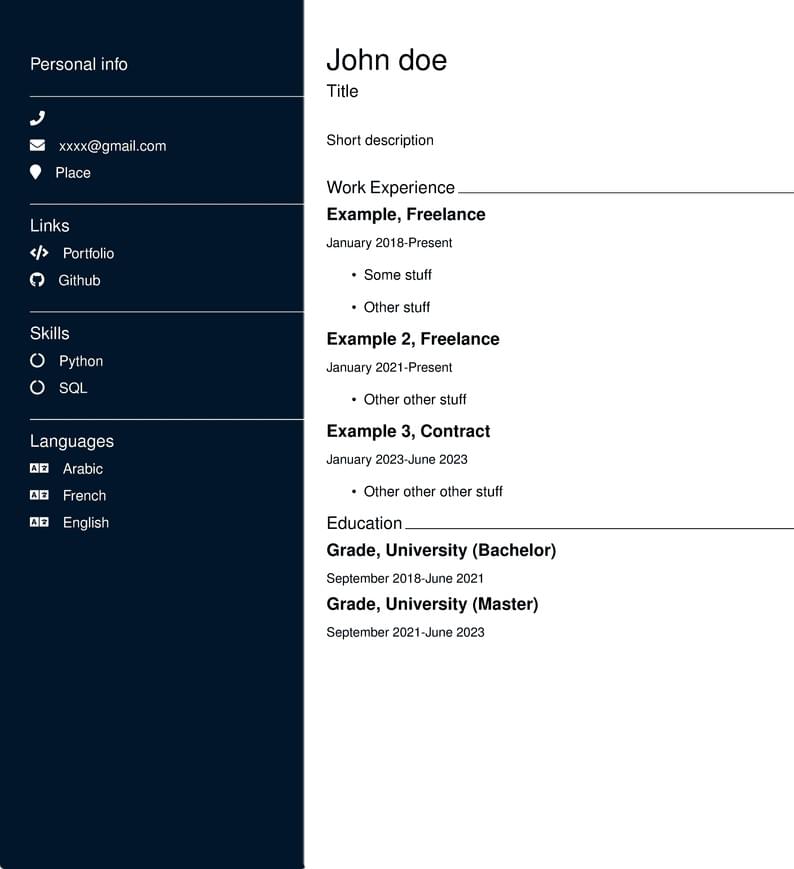 Personal info
xxxx@gmail.com
Place
Links
Portfolio
Github
Skills
Python
SQL
Languages
Arabic
French
English
John doe
Title
Short description
Work Experience
Example, Freelance
January 2018-Present
• Some stuff
• Other stuff
Example 2, Freelance
January 2021-Present
• Other other stuff
Example 3, Contract
January 2023-June 2023
• Other other other stuff
Education
Grade, University (Bachelor)
September 2018-June 2021
Grade, University (Master)
September 2021-June 2023